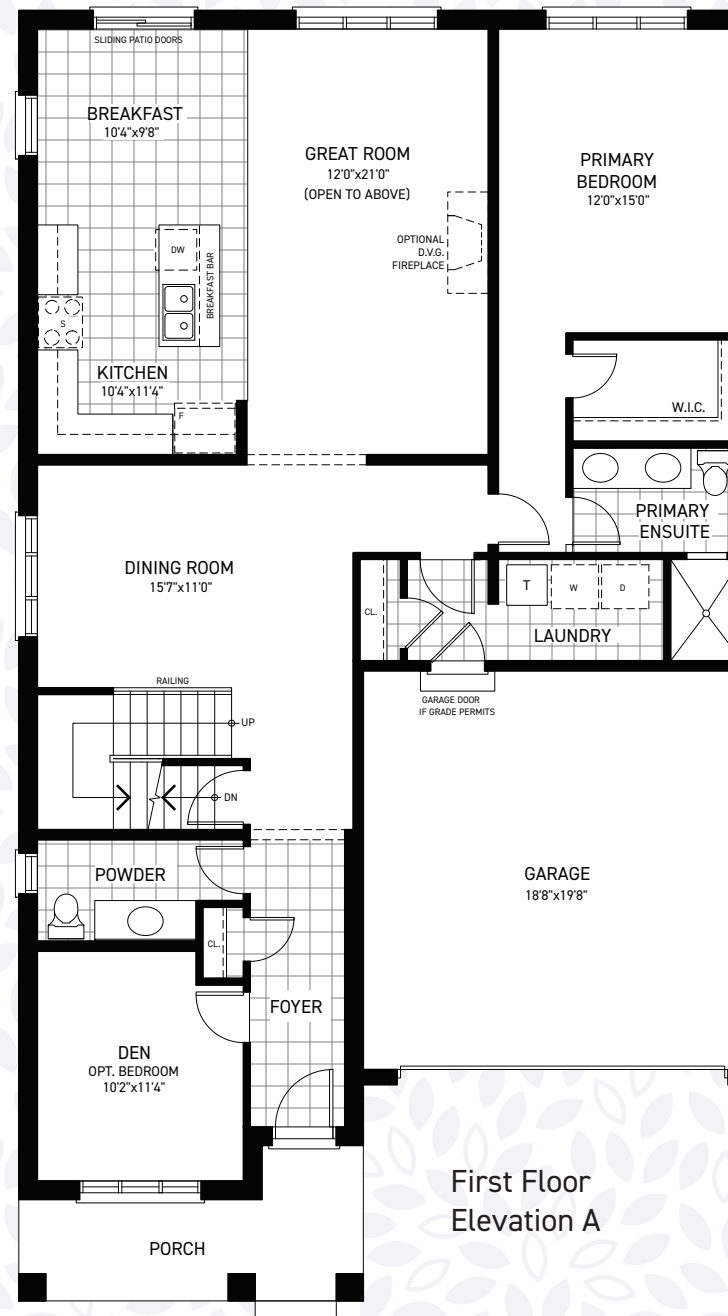 SLIDING PATIO DOORS
BREAKFAST
10'4"x9'8"
GREAT ROOM
12'0"x21'0"
(OPEN TO ABOVE)
PRIMARY
BEDROOM
12'0"x15'0"
OPTIONAL
D.V.G.
FIREPLACE
DW
BREAKFAST BAR
S
KITCHEN
10'4"x11'4"
F
W.I.C.
PRIMARY
ENSUITE
DINING ROOM
15'7"x11'0"
CL.
T
W
D
LAUNDRY
RAILING
GARAGE DOOR
IF GRADE PERMITS
UP
DN
POWDER
GARAGE
18'8"x19'8"
CL.
FOYER
DEN
OPT. BEDROOM
10'2"x11'4"
First Floor
Elevation A
PORCH